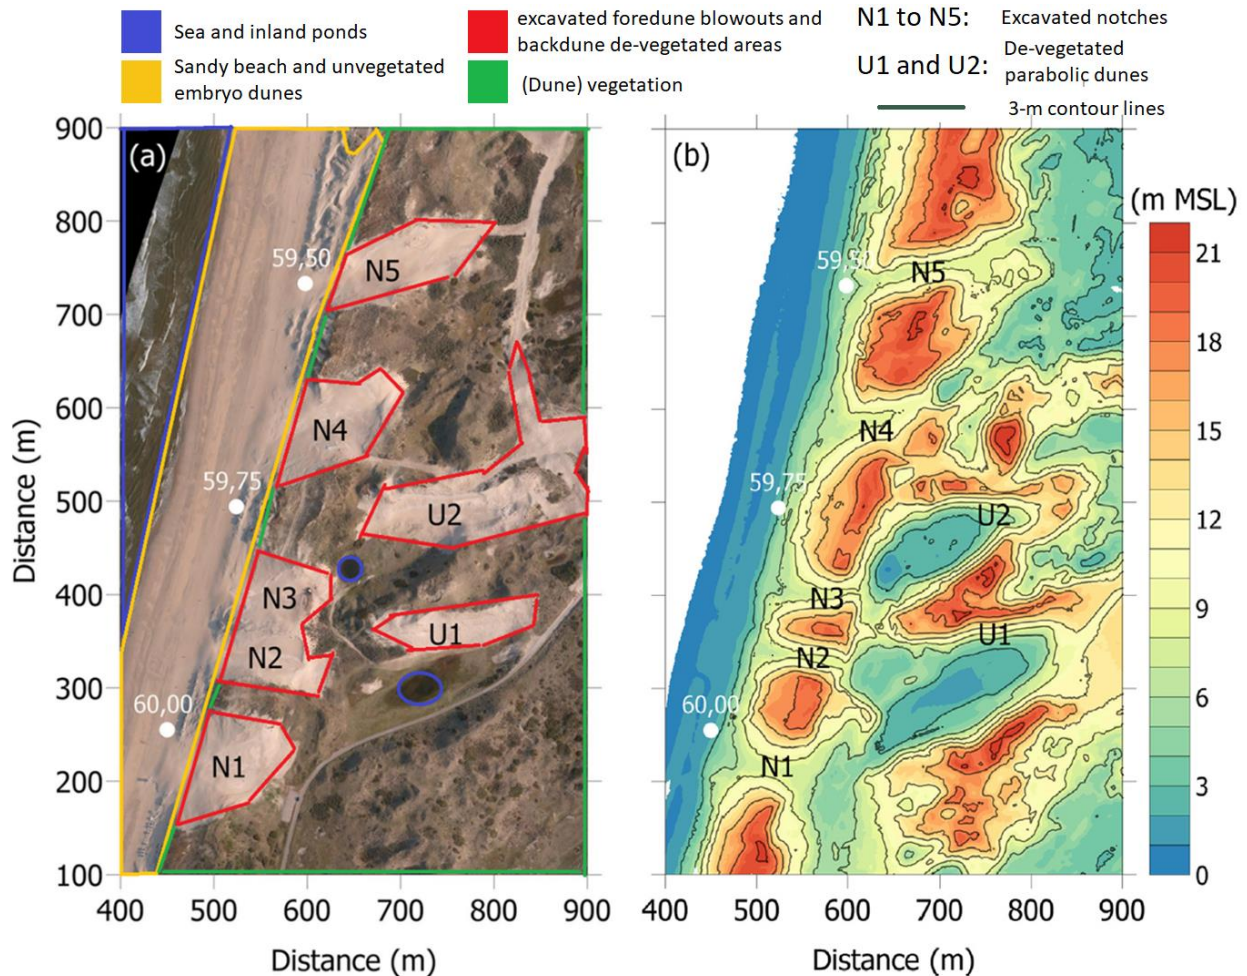 Sea and inland ponds
Sandy beach and unvegetated
embryo dunes
excavated foredune blowouts and
backdune de-vegetated areas
(Dune) vegetation
N1 to N5: Excavated notches
U1 and U2: De-vegetated
parabolic dunes
3-m contour lines
(a)
900
800
700
600
500
400
300
200
100
Distance (m)
400 500 600 700 800 900
Distance (m)
59,50
N5
N4
59,75
U2
N3
U1
N2
60,00
N1
(b)
59,50
N5
N4
59,75
U2
N3
U1
N2
60,00
N1
400 500 600 700 800 900
Distance (m)
(m MSL)
21
18
15
12
9
6
3
0